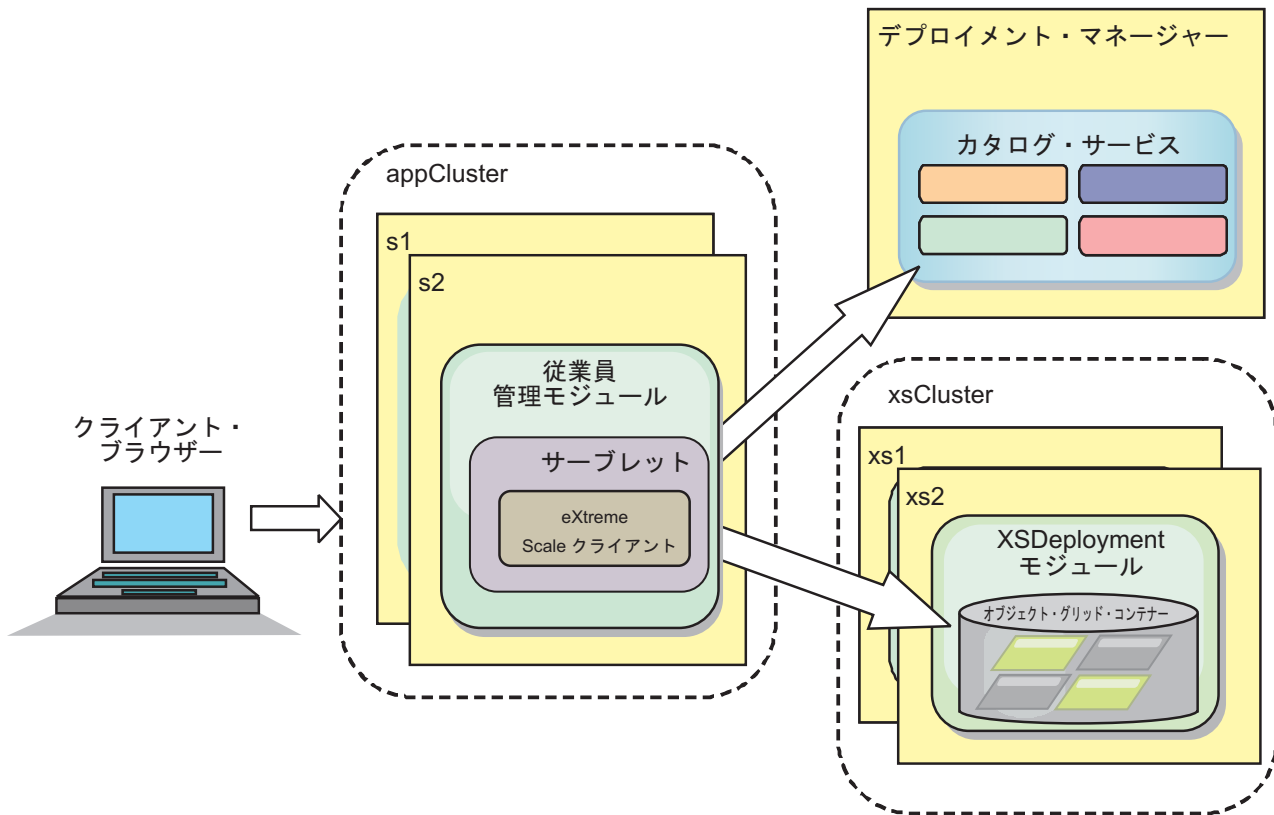 クライアント・
ブラウザー
appCluster
s1
s2
従業員
管理モジュール
サーブレット
eXtreme
Scale クライアント
デプロイメント・マネージャー
カタログ・サービス
xsCluster
xs1
xs2
XSDeployment
モジュール
オブジェクト・グリッド・コンテナー